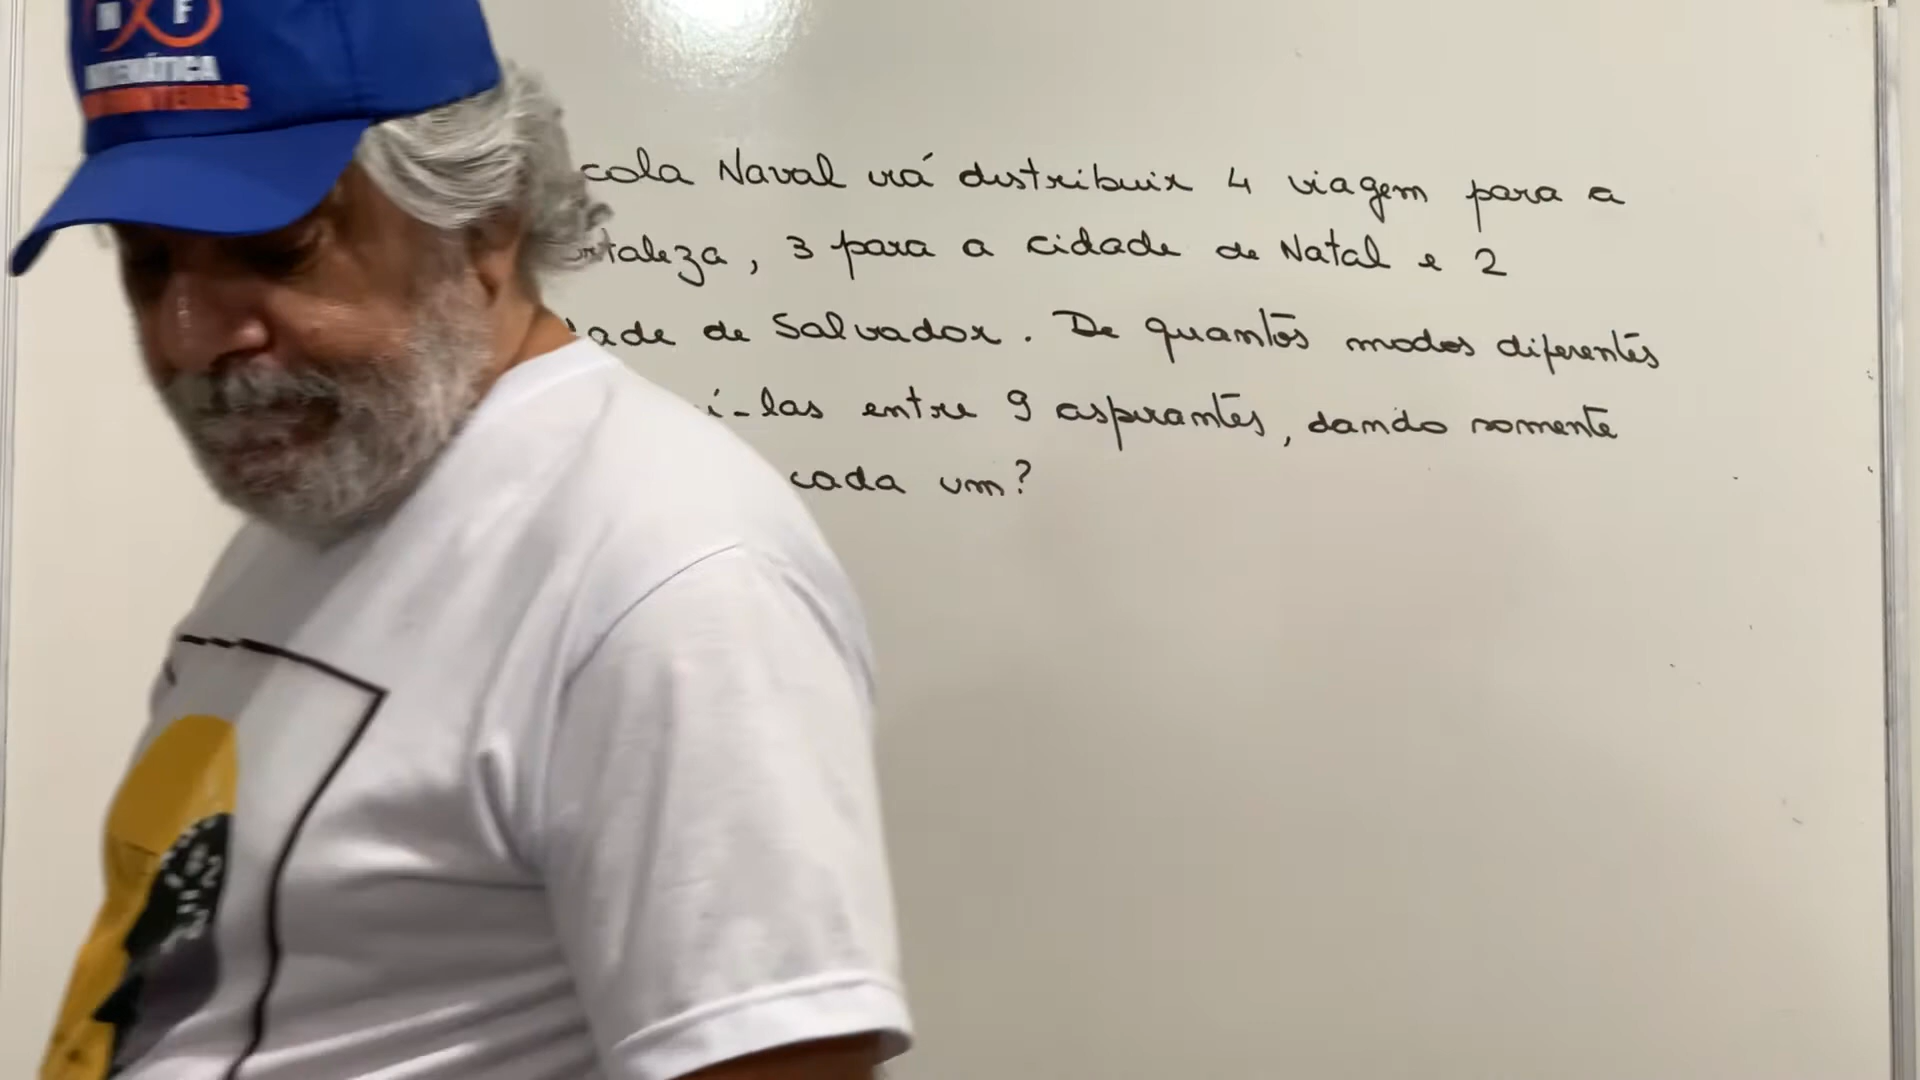 M F
cola Naval irá distribuir 4 viagem para a
rtaleza, 3 para a cidade de Natal e 2
ade de Salvador. De quantos modos diferentes
í-las entre 9 aspirantes, dando somente
cada um?